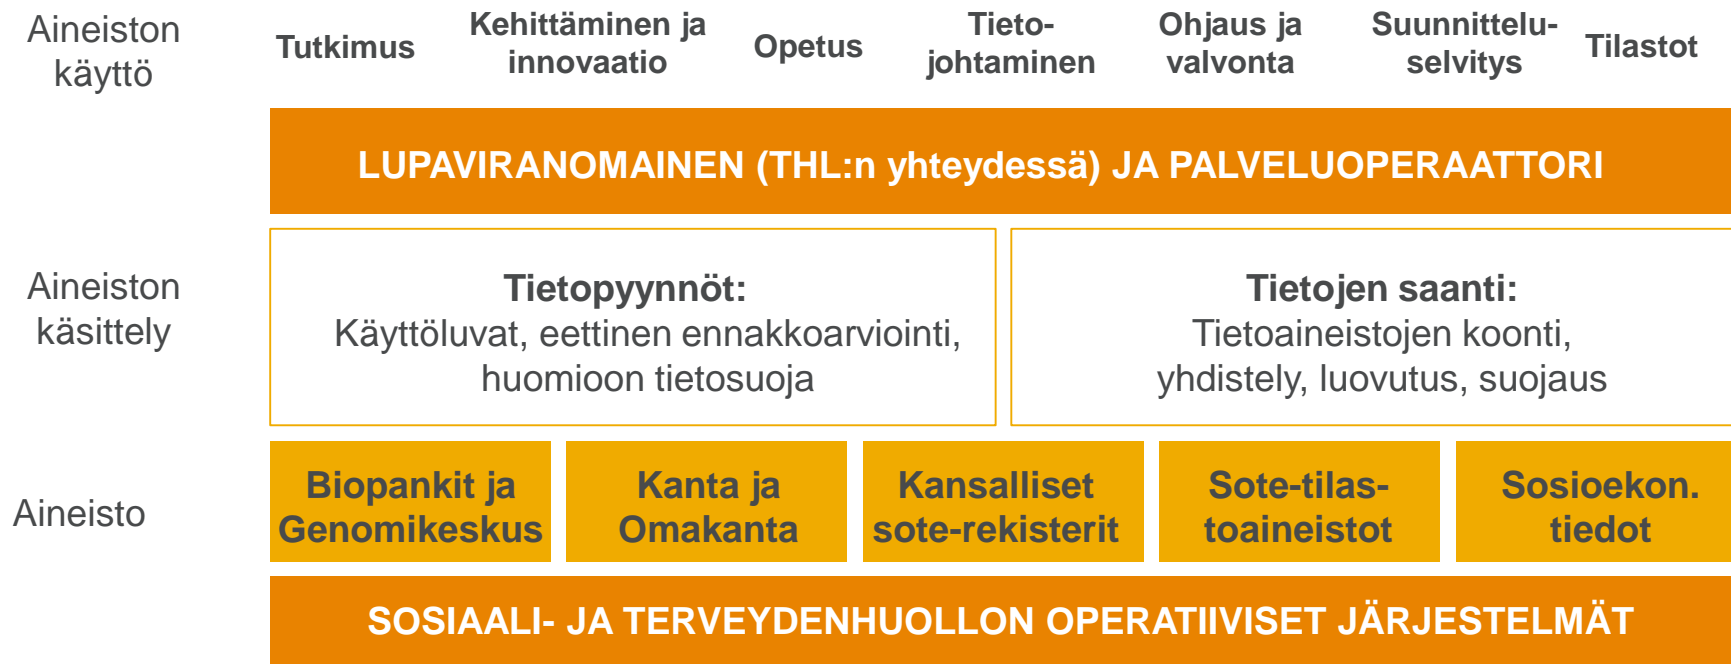 Aineiston
käyttö
Tutkimus
Kehittäminen ja
innovaatio
Opetus
Tieto-
johtaminen
Ohjaus ja
valvonta
Suunnittelu-
selvitys
Tilastot
LUPAVIRANOMAINEN (THL:n yhteydessä) JA PALVELUOPERAATTORI
Aineiston
käsittely
Tietopyynnöt:
Käyttöluvat, eettinen ennakkoarviointi,
huomioon tietosuoja
Tietojen saanti:
Tietoaineistojen koonti,
yhdistely, luovutus, suojaus
Aineisto
Biopankit ja
Genomikeskus
Kanta ja
Omakanta
Kansalliset
sote-rekisterit
Sote-tilas-
toaineistot
Sosioekon.
tiedot
SOSIAALI- JA TERVEYDENHUOLLON OPERATIIVISET JÄRJESTELMÄT